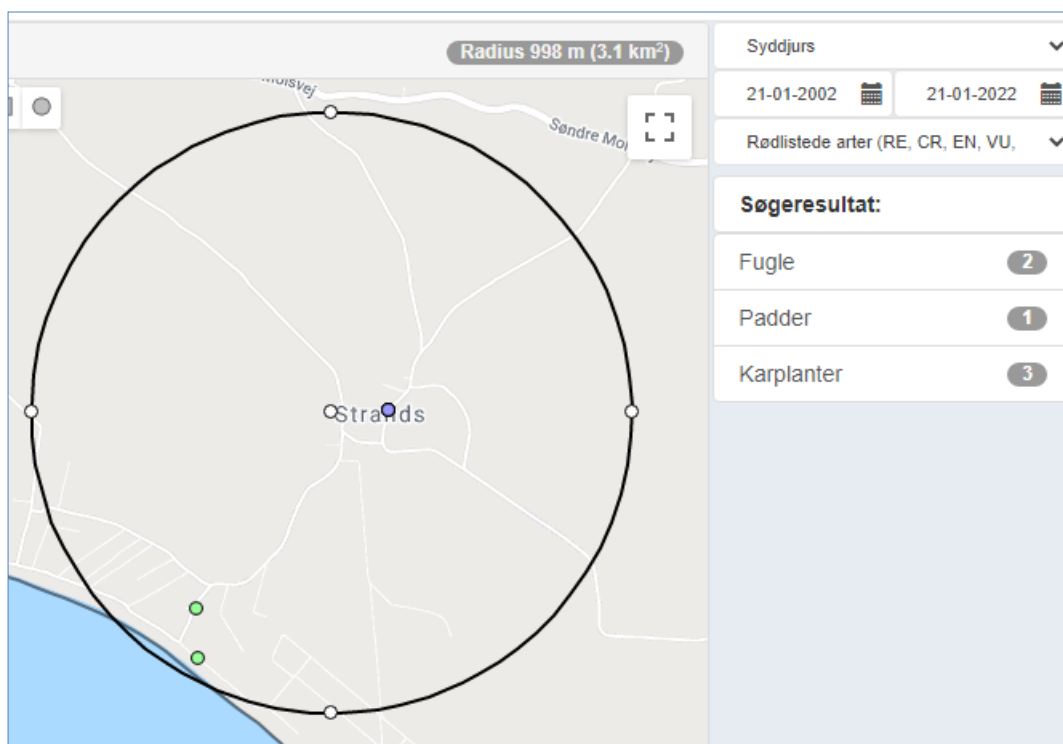 Radius 998 m (3.1 km²)
Syddjurs
21-01-2002
21-01-2022
Rødlistede arter (RE, CR, EN, VU,
Søgeresultat:
Fugle 2
Padder 1
Karplanter 3
Søndre
Strands